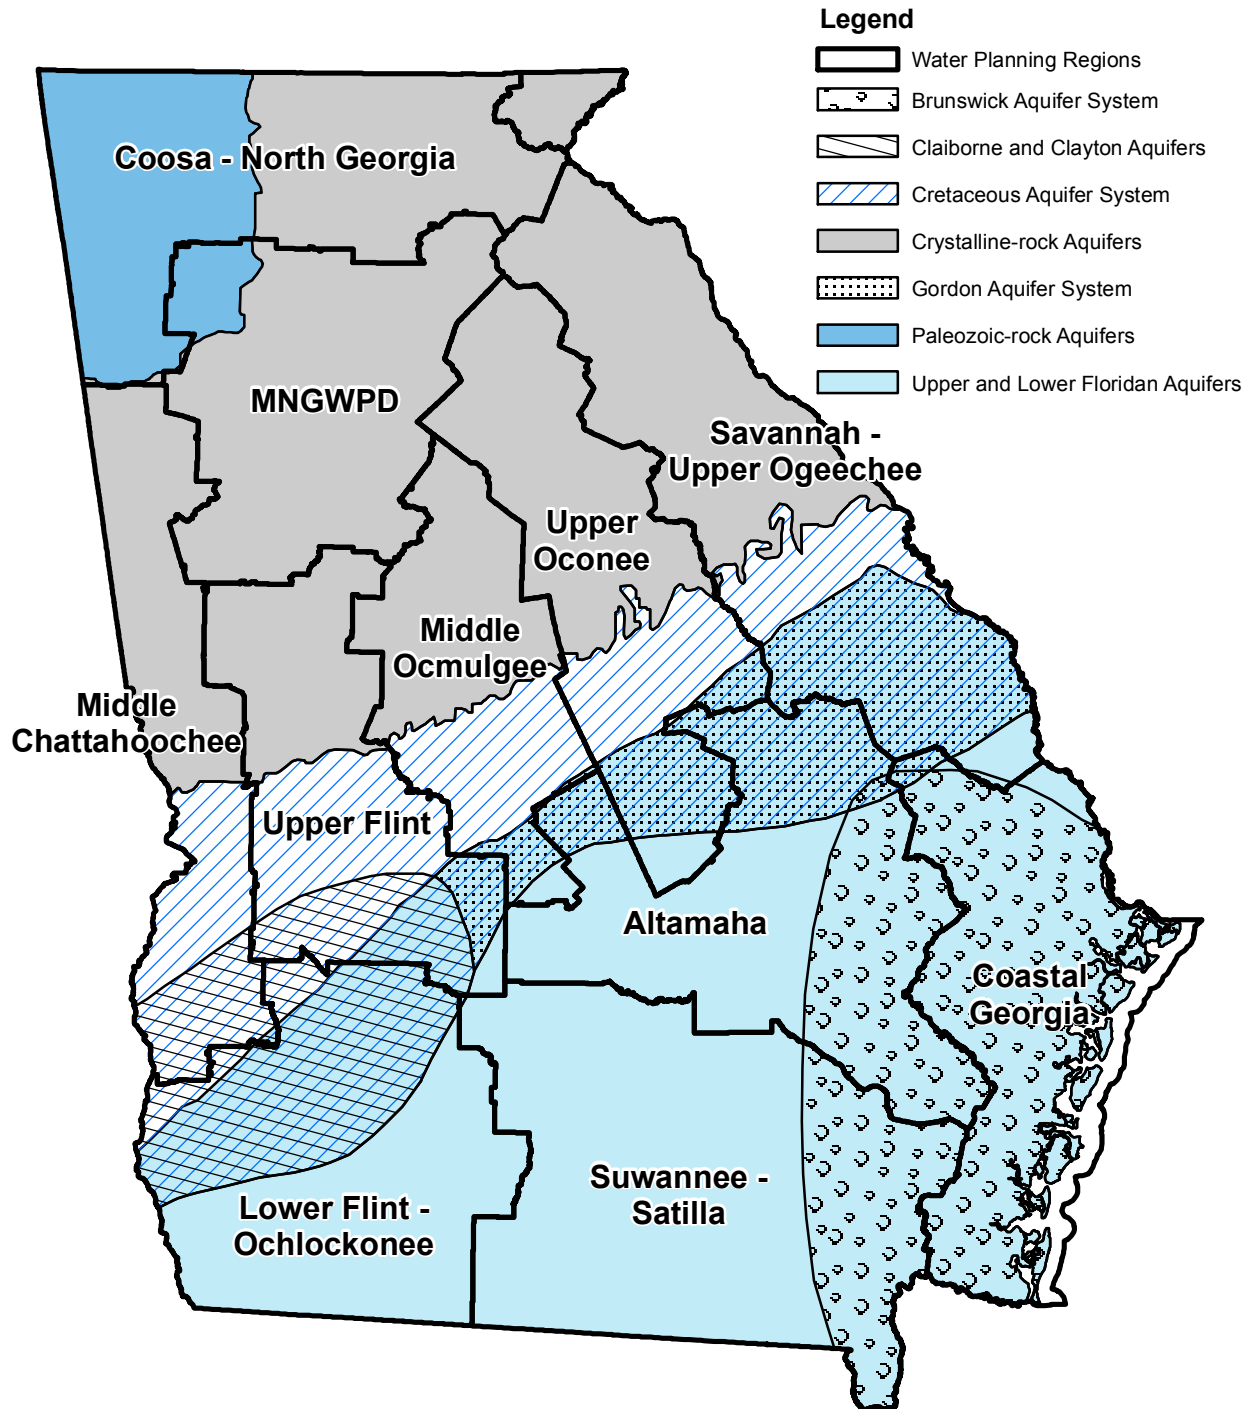 Legend
Water Planning Regions
Brunswick Aquifer System
Claiborne and Clayton Aquifers
Cretaceous Aquifer System
Crystalline-rock Aquifers
Gordon Aquifer System
Paleozoic-rock Aquifers
Upper and Lower Floridan Aquifers
Coosa - North Georgia
MNGWPD
Savannah -
Upper Ogeechee
Upper
Oconee
Middle
Ocmulgee
Middle
Chattahoochee
Upper Flint
Altamaha
Coastal
Georgia
Suwannee -
Satilla
Lower Flint -
Ochlockonee